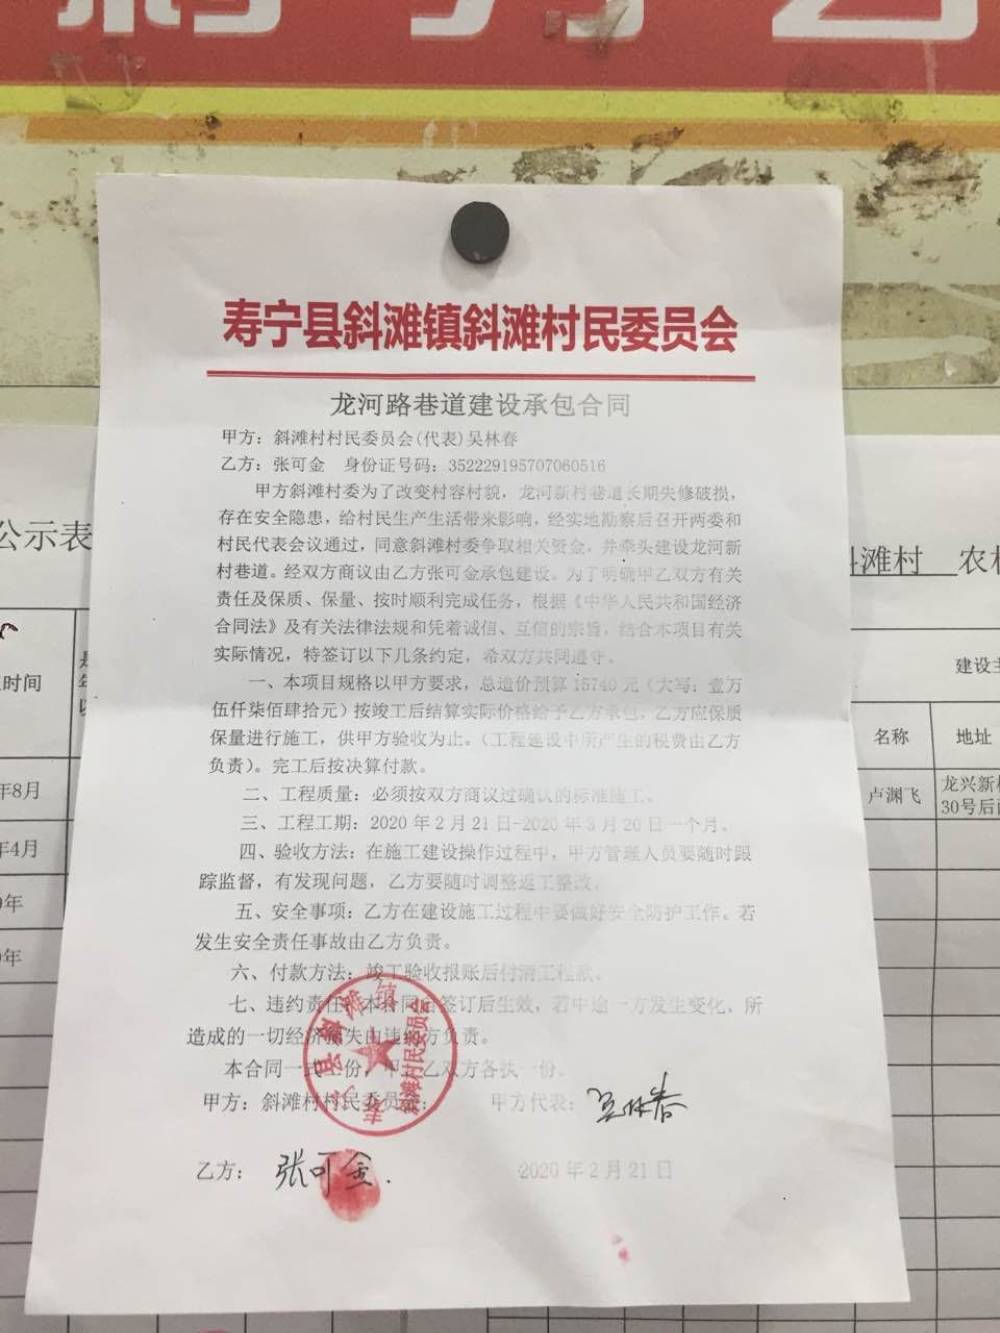 寿宁县斜滩镇斜滩村民委员会
龙河路巷道建设承包合同
甲方：斜滩村村民委员会(代表)吴林春
乙方：张可金 身份证号码：352229195707060516
甲方斜滩村委为了改变村容村貌，龙河新村巷道长期失修破损，
存在安全隐患，给村民生产生活带来影响，经实地勘察后召开两委和
村民代表会议通过，同意斜滩村委争取相关资金，并牵头建设龙河新
村巷道。经双方商议由乙方张可金承包建设。为了明确甲乙双方有关
责任及保质、保量、按时顺利完成任务，根据《中华人民共和国经济
合同法》及有关法律法规和凭着诚信、互信的宗旨，结合本项目有关
实际情况，特签订以下几条约定，希双方共同遵守。
一、本项目规格以甲方要求，总造价预算 15740 元（大写：壹万
伍仟柒佰肆拾元）按竣工后结算实际价格给予乙方承包，乙方应保质
保量进行施工，供甲方验收为止。（工程建设中所产生的税费由乙方
负责）。完工后按决算付款。
二、工程质量：必须按双方商议过确认的标准施工。
三、工程工期：2020 年 2 月 21 日-2020 年 3 月 20 日一个月。
四、验收方法：在施工建设操作过程中，甲方管理人员要随时跟
踪监督，有发现问题，乙方要随时调整返工整改。
五、安全事项：乙方在建设施工过程中要做好安全防护工作。若
发生安全责任事故由乙方负责。
六、付款方法：竣工验收报账后付清工程款。
七、违约责任：本合同自签订后生效，若中途一方发生变化，所
造成的一切经济损失由违约方负责。
本合同一式 份，甲、乙双方各执一份。
甲方：斜滩村村民委员会： 甲方代表：吴林春
乙方：张可金.
2020 年 2 月 21 日
寿宁县斜滩镇
斜滩村民委员会
公示表
时间
年8月
年4月
年
年
斜滩村 农村
建设主
名称
地址
卢渊飞
龙兴新村
30号后面